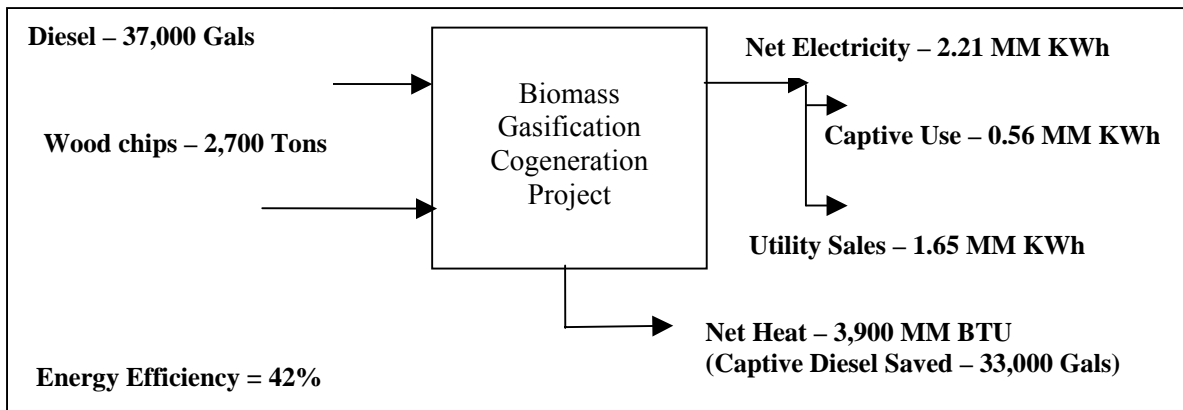 Diesel – 37,000 Gals
Wood chips – 2,700 Tons
Biomass
Gasification
Cogeneration
Project
Net Electricity – 2.21 MM KWh
Captive Use – 0.56 MM KWh
Utility Sales – 1.65 MM KWh
Net Heat – 3,900 MM BTU
(Captive Diesel Saved – 33,000 Gals)
Energy Efficiency = 42%